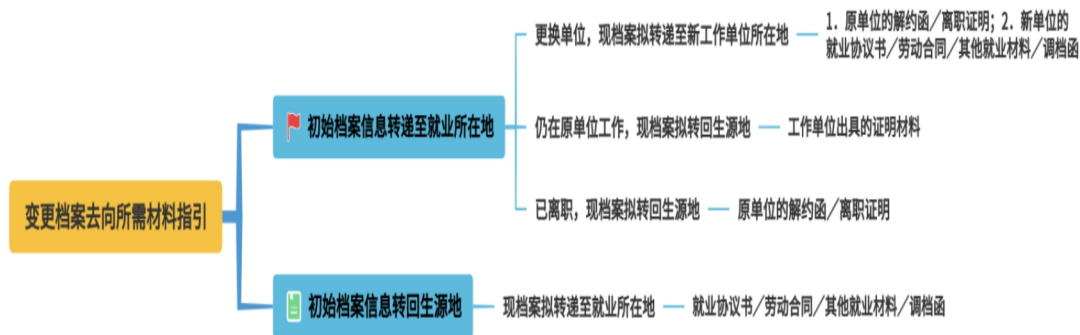 变更档案去向所需材料指引
初始档案信息转递至就业所在地
更换单位，现档案拟转递至新工作单位所在地
1. 原单位的解约函/离职证明；2. 新单位的
就业协议书/劳动合同/其他就业材料/调档函
仍在原单位工作，现档案拟转回生源地
工作单位出具的证明材料
已离职，现档案拟转回生源地
原单位的解约函/离职证明
初始档案信息转回生源地
现档案拟转递至就业所在地
就业协议书/劳动合同/其他就业材料/调档函